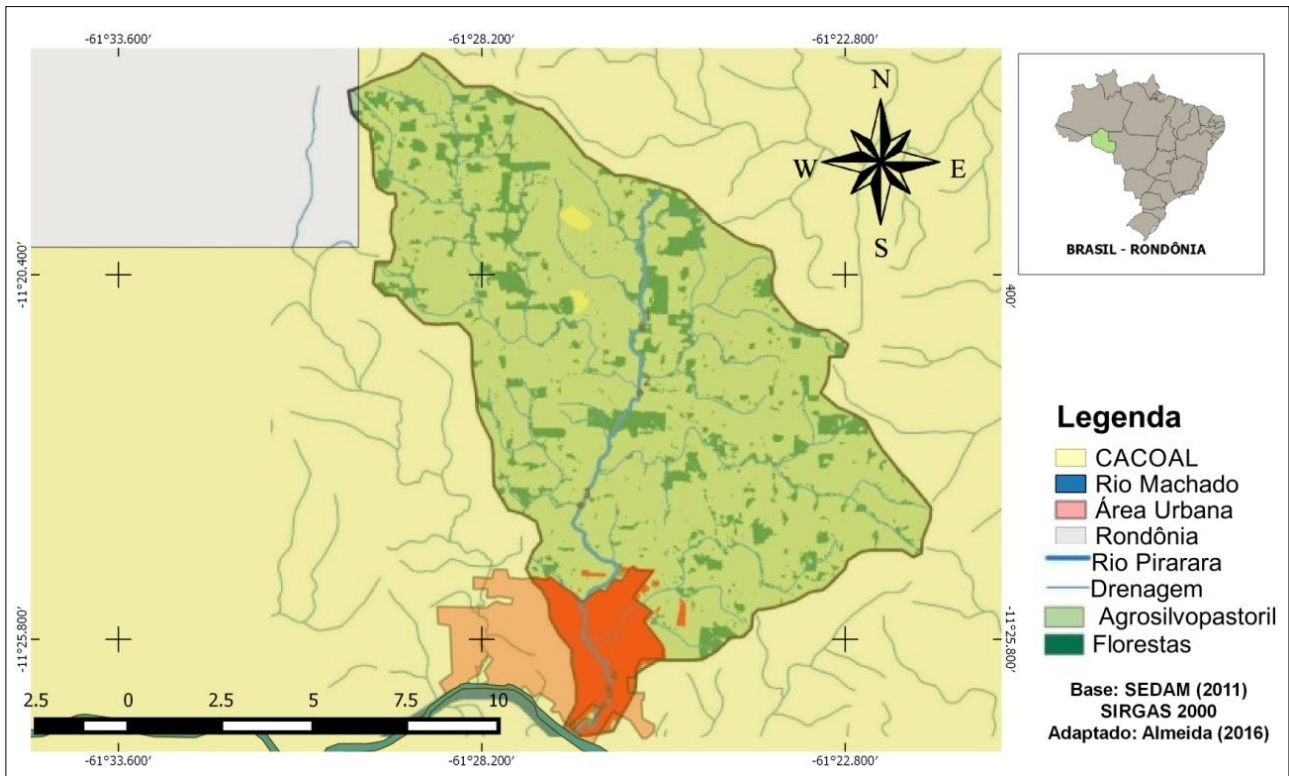 -61°33.600'
-61°28.200'
-61°22.800'
N
W
E
S
BRASIL - RONDÔNIA
-11°20.400'
400'
1
2
Legenda
CACOAL
Rio Machado
Área Urbana
Rondônia
Rio Pirarara
Drenagem
Agrosilvopastoril
Florestas
-11°25.800'
-11°25.800'
Base: SEDAM (2011)
SIRGAS 2000
Adaptado: Almeida (2016)
2.5 0 2.5 5 7.5 10
-61°33.600'
-61°28.200'
-61°22.800'